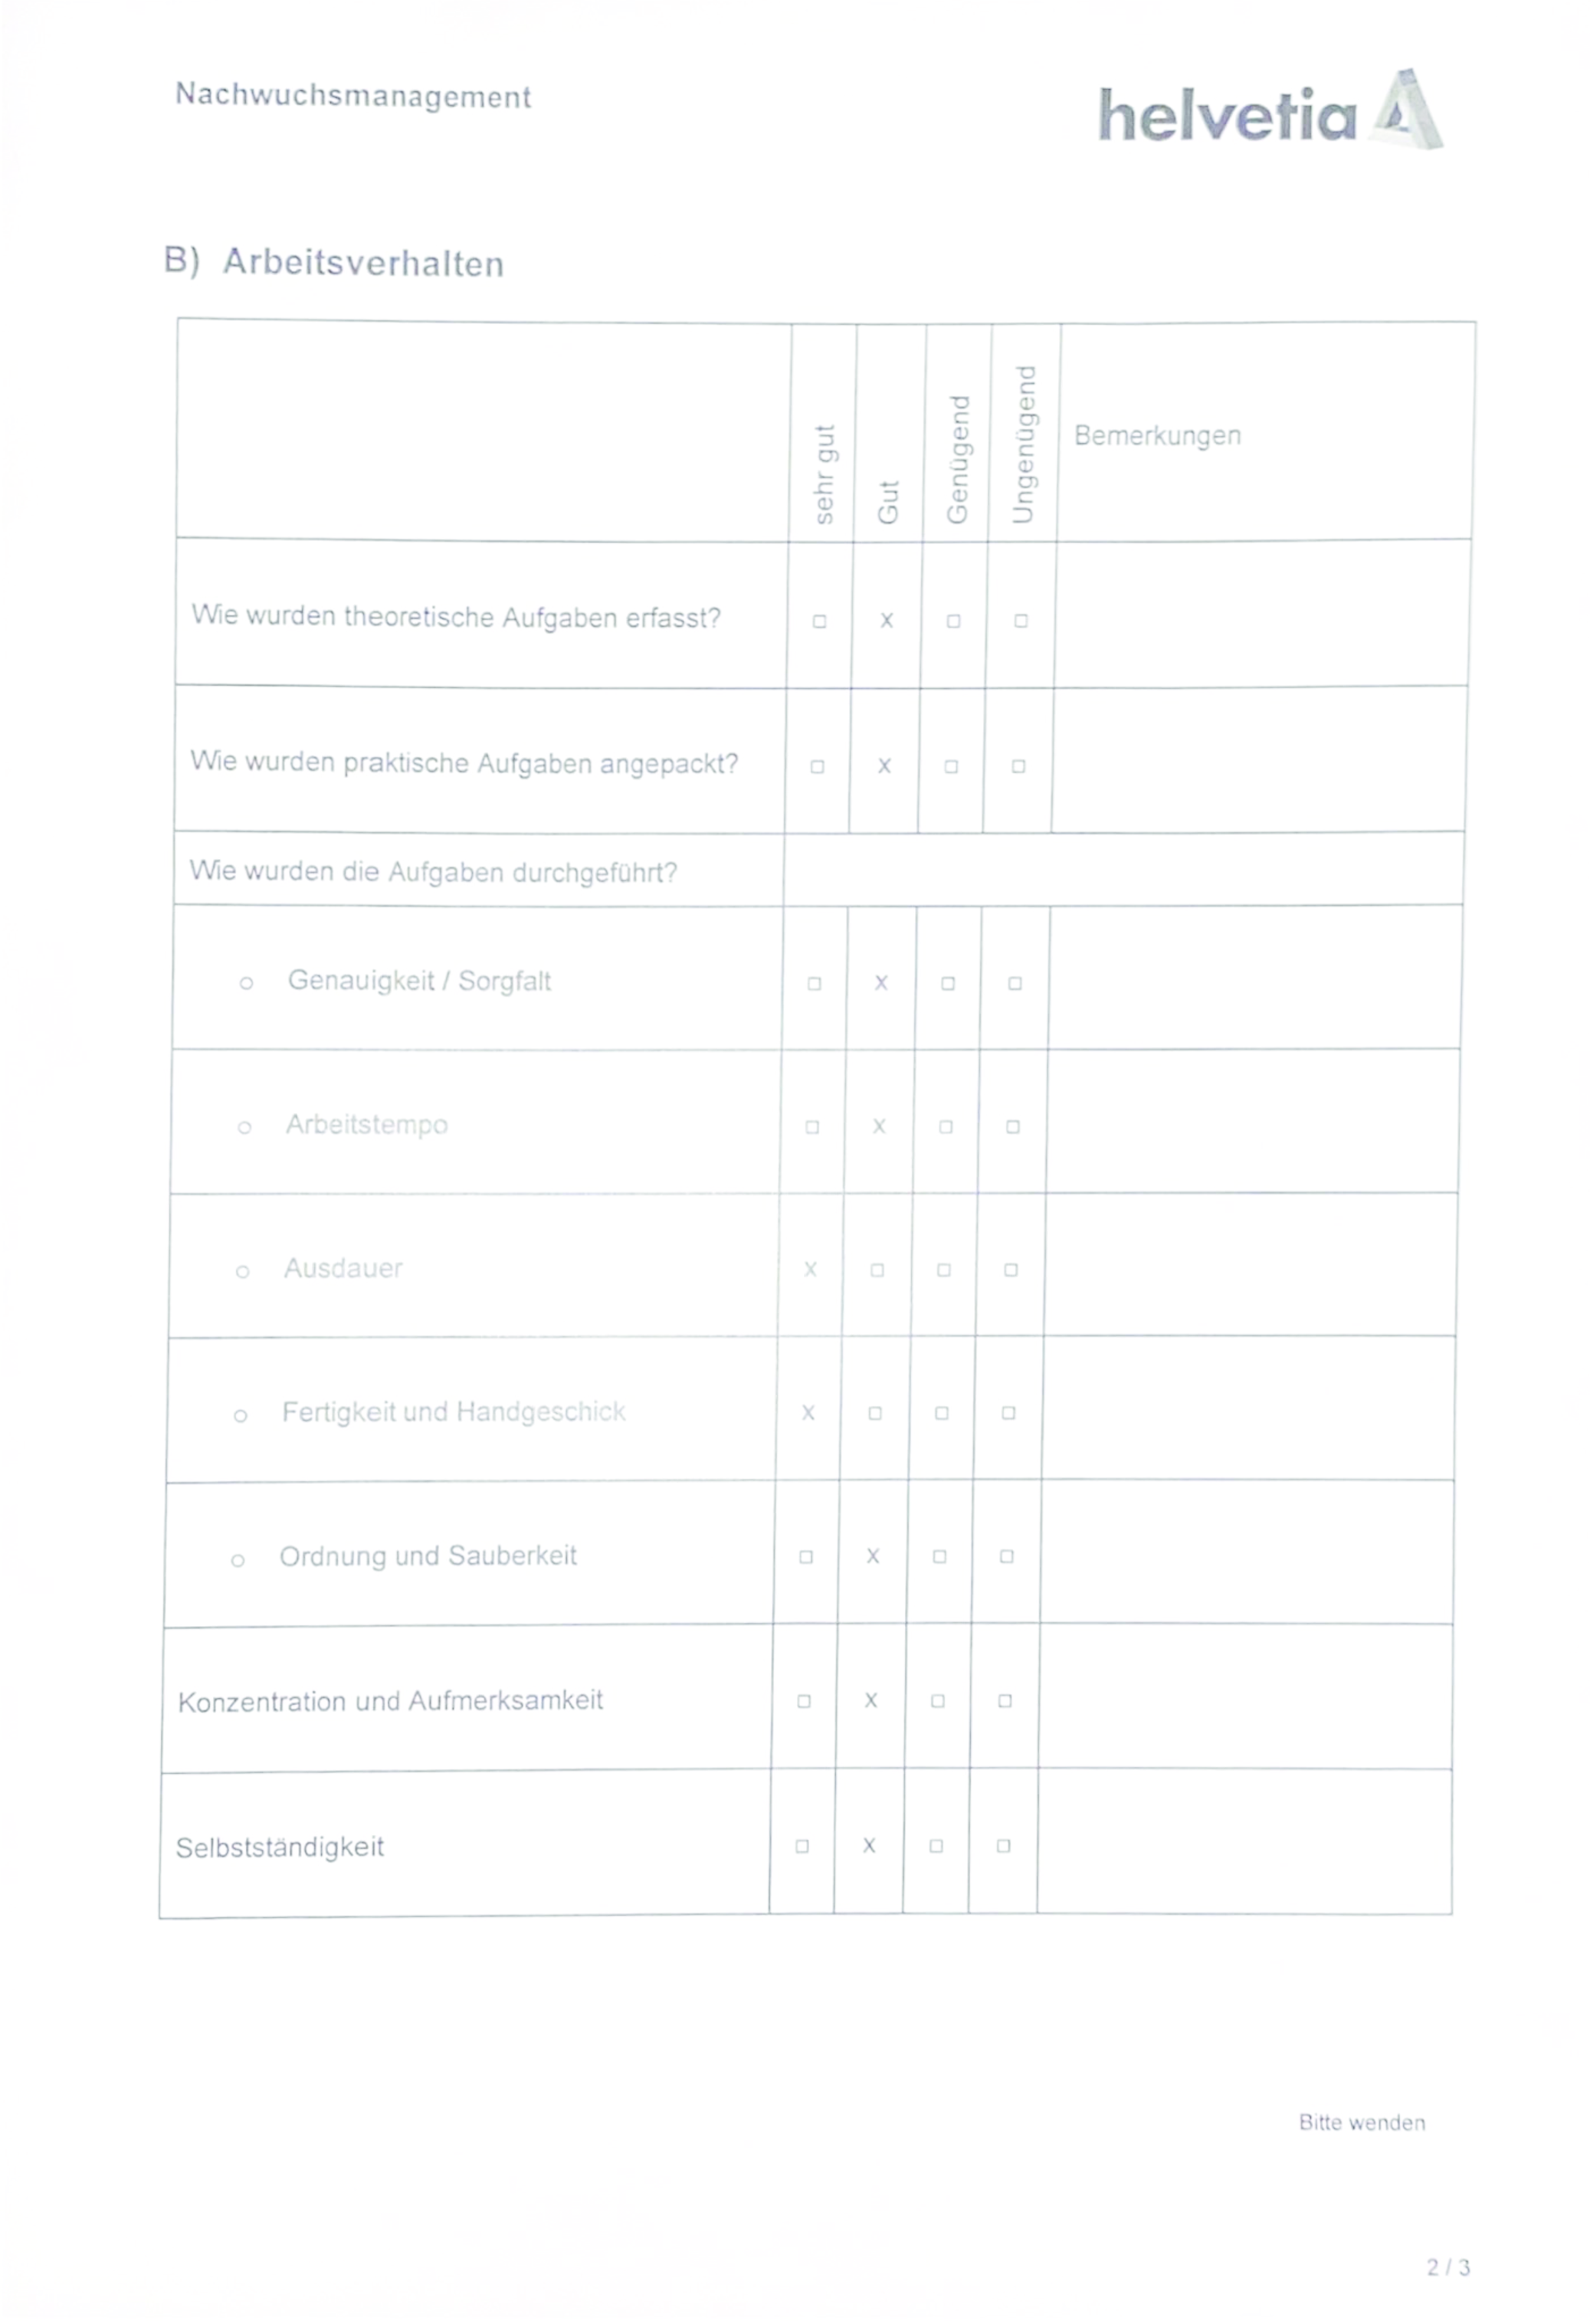 Nachwuchsmanagement
helvetia
B) Arbeitsverhalten
sehr gut Gut Genügend Ungenügend Bemerkungen
Wie wurden theoretische Aufgaben erfasst? □ x □ □
Wie wurden praktische Aufgaben angepackt? □ x □ □
Wie wurden die Aufgaben durchgeführt?
o Genauigkeit / Sorgfalt □ x □ □
o Arbeitstempo □ x □ □
o Ausdauer x □ □ □
o Fertigkeit und Handgeschick x □ □ □
o Ordnung und Sauberkeit □ x □ □
Konzentration und Aufmerksamkeit □ x □ □
Selbstständigkeit □ x □ □
Bitte wenden
2 / 3